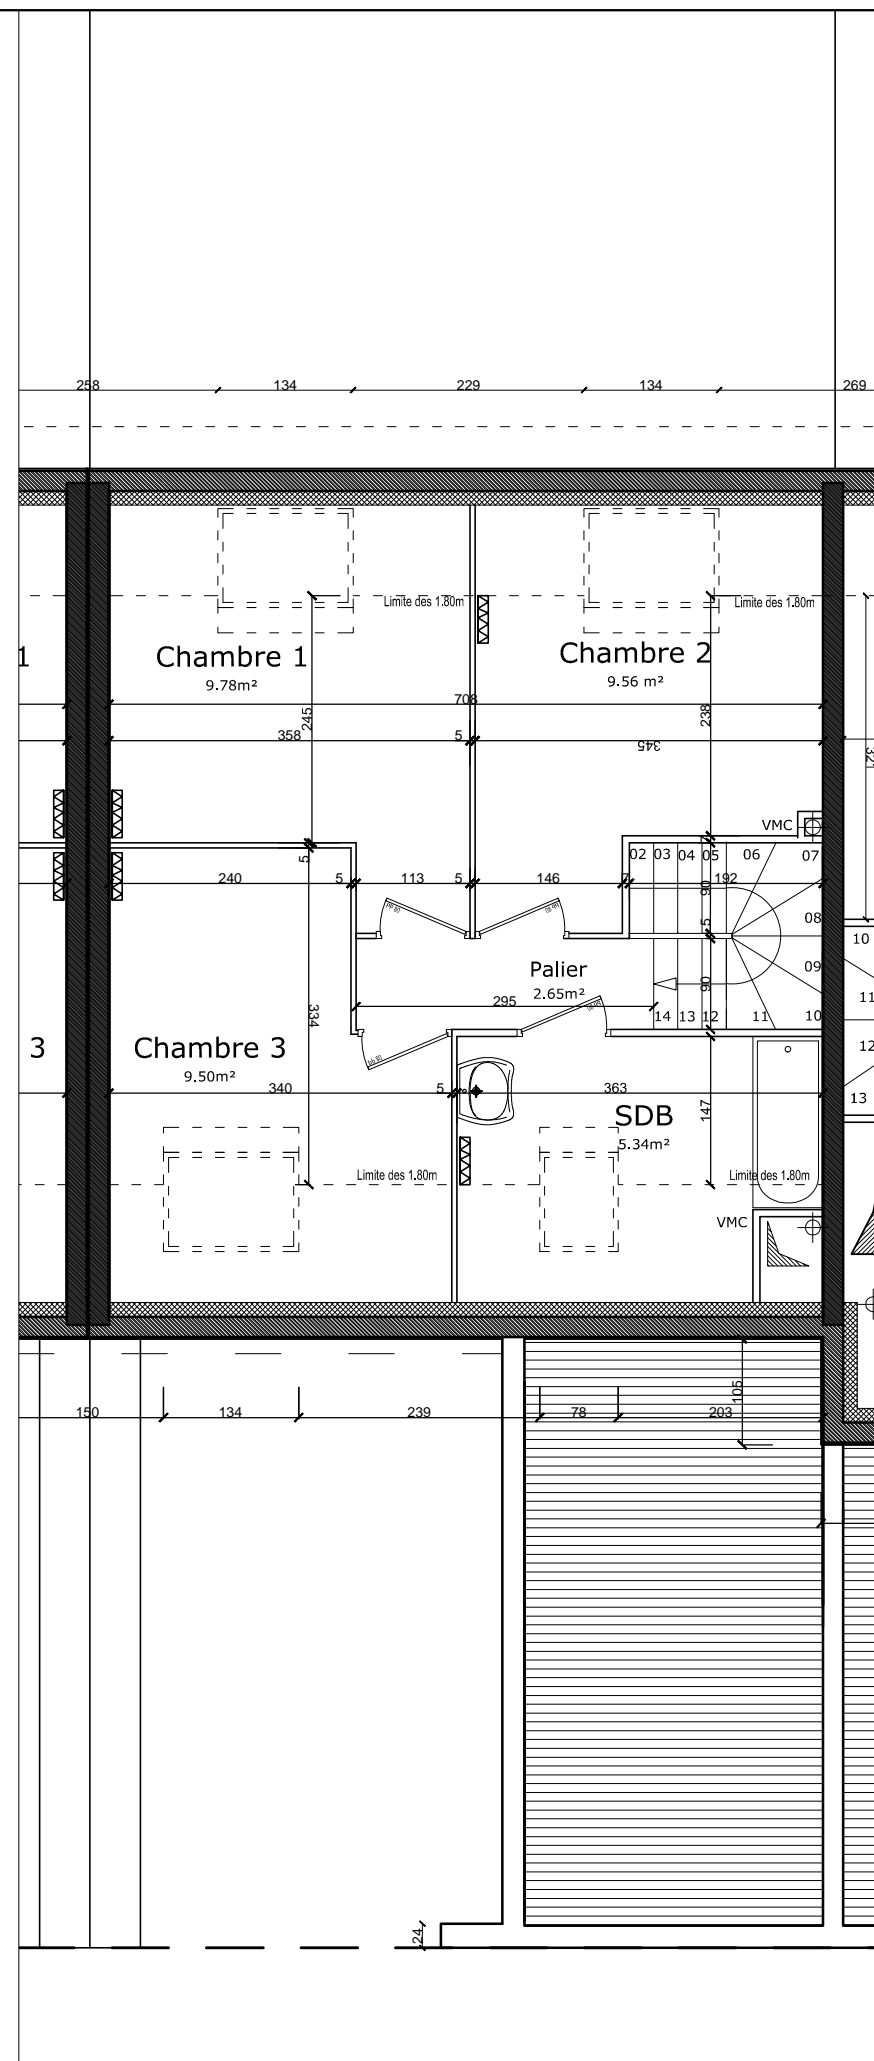 258 134 229 134 269
Limite des 1.80m
Limite des 1.80m
1
Chambre 1
9.78m²
Chambre 2
9.56 m²
708
245
238
358 5 345
321
VMC
02 03 04 05 06 07
5
240 5 113 5 146 7 192
90
08
5
10
Palier
2.65m²
09
90
295
11
334
14 13 12 11 10
3
Chambre 3
9.50m²
12
340 5 363
13
147
SDB
5.34m²
Limite des 1.80m
Limite des 1.80m
VMC
105
150 134 239 78 203
24